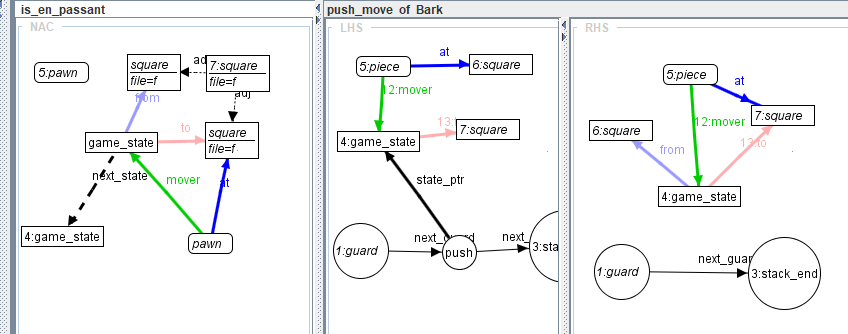 is_en_passant
push_move of Bark
NAC
LHS
RHS
5:pawn
square
file=f
ad
7:square
file=f
from
adj
game_state
to
square
file=f
next_state
mover
at
4:game_state
pawn
5:piece
at
6:square
12:mover
4:game_state
13:
7:square
state_ptr
1:guard
next_guard
push
next_
3:sta
5:piece
at
7:square
6:square
12:mover
from
13:to
4:game_state
1:guard
next_guar
3:stack_end